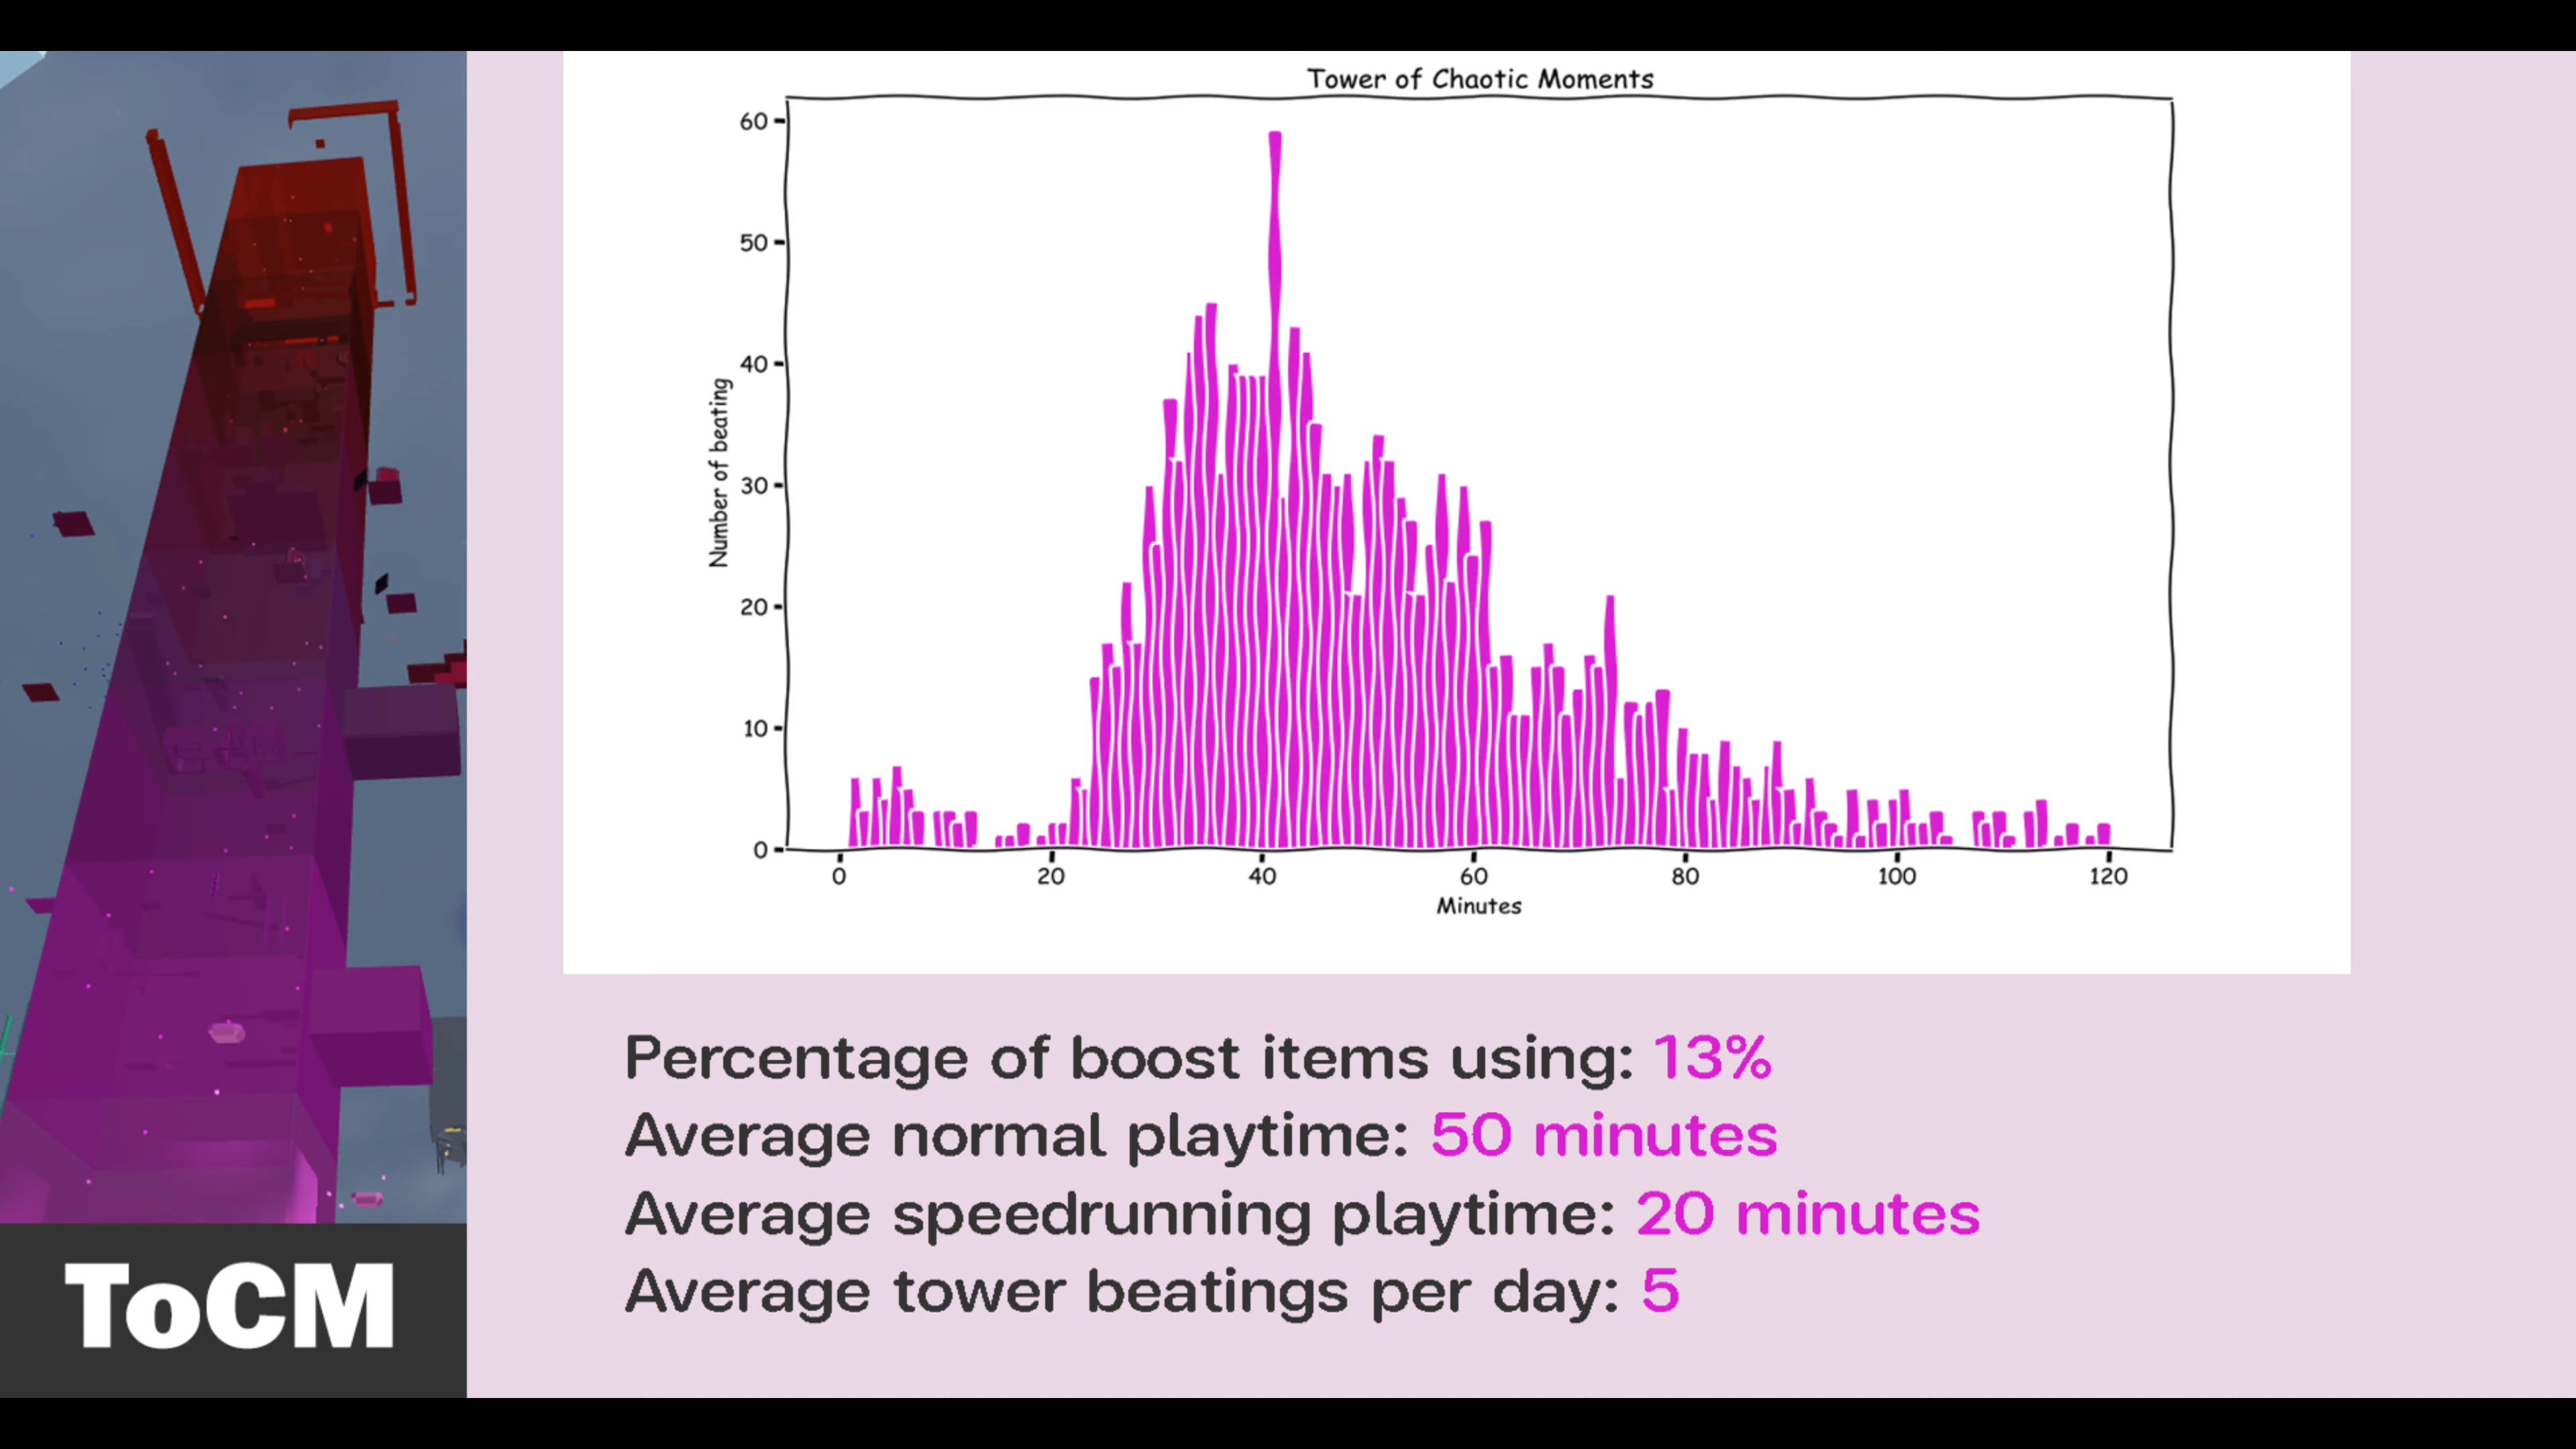 Tower of Chaotic Moments
60
50
40
30
20
10
0
Number of beating
0 20 40 60 80 100 120
Minutes
Percentage of boost items using: 13%
Average normal playtime: 50 minutes
Average speedrunning playtime: 20 minutes
Average tower beatings per day: 5
ToCM